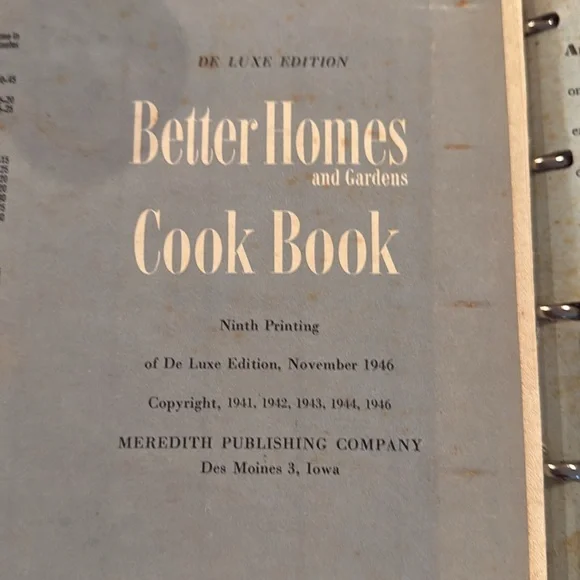 DE LUXE EDITION
Better Homes
and Gardens
Cook Book
Ninth Printing
of De Luxe Edition, November 1946
Copyright, 1941, 1942, 1943, 1944, 1946
MEREDITH PUBLISHING COMPANY
Des Moines 3, Iowa